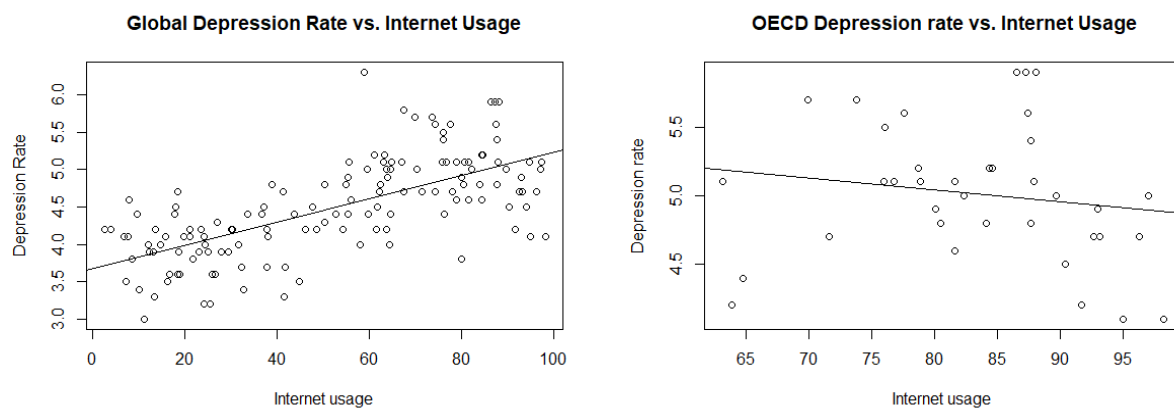 Global Depression Rate vs. Internet Usage
Depression Rate
6.0
5.5
5.0
4.5
4.0
3.5
3.0
0 20 40 60 80 100
Internet usage
OECD Depression rate vs. Internet Usage
Depression rate
5.5
5.0
4.5
65 70 75 80 85 90 95
Internet usage